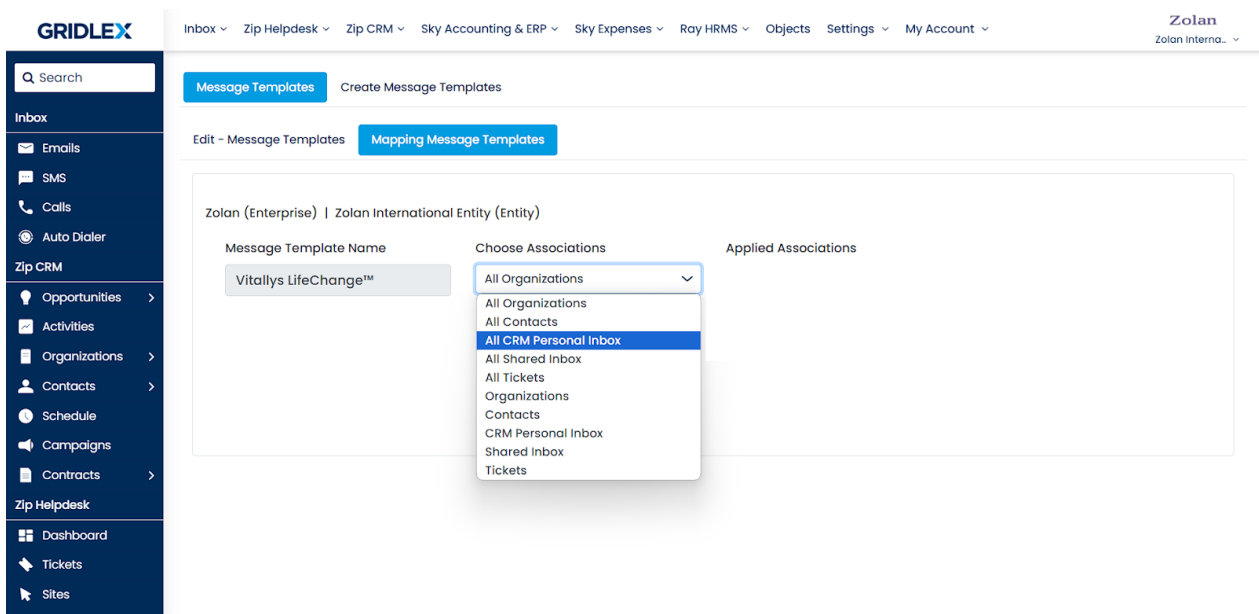 GRIDLEX
Inbox Zip Helpdesk Zip CRM Sky Accounting & ERP Sky Expenses Ray HRMS Objects Settings My Account
Zolan
Zolan Interna..
Search
Inbox
Emails
SMS
Calls
Auto Dialer
Zip CRM
Opportunities
Activities
Organizations
Contacts
Schedule
Campaigns
Contracts
Zip Helpdesk
Dashboard
Tickets
Sites
Message Templates Create Message Templates
Edit - Message Templates Mapping Message Templates
Zolan (Enterprise) | Zolan International Entity (Entity)
Message Template Name Choose Associations Applied Associations
Vitallys LifeChange™ All Organizations
All Organizations
All Contacts
All CRM Personal Inbox
All Shared Inbox
All Tickets
Organizations
Contacts
CRM Personal Inbox
Shared Inbox
Tickets